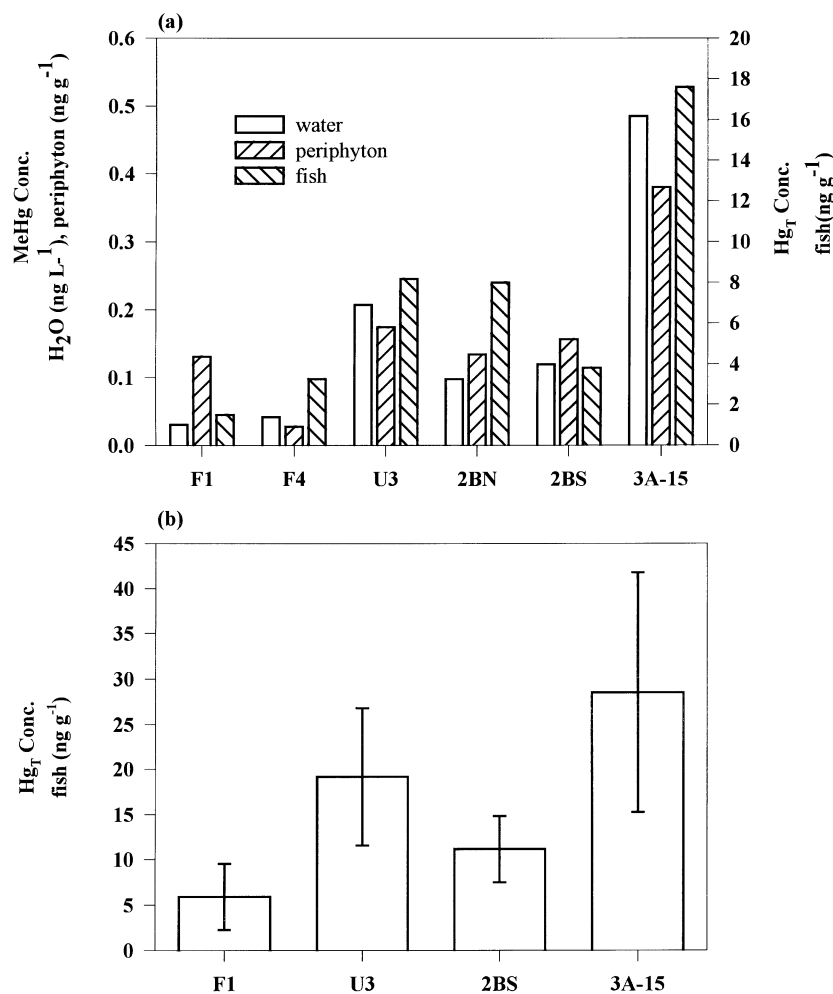 (a)
MeHg Conc.
H2O (ng L-1), periphyton (ng g-1)
0.6
0.5
0.4
0.3
0.2
0.1
0.0
water
periphyton
fish
20
18
16
14
12
10
8
6
4
2
0
HgT Conc.
fish(ng g-1)
F1 F4 U3 2BN 2BS 3A-15
(b)
HgT Conc.
fish (ng g-1)
45
40
35
30
25
20
15
10
5
0
F1 U3 2BS 3A-15